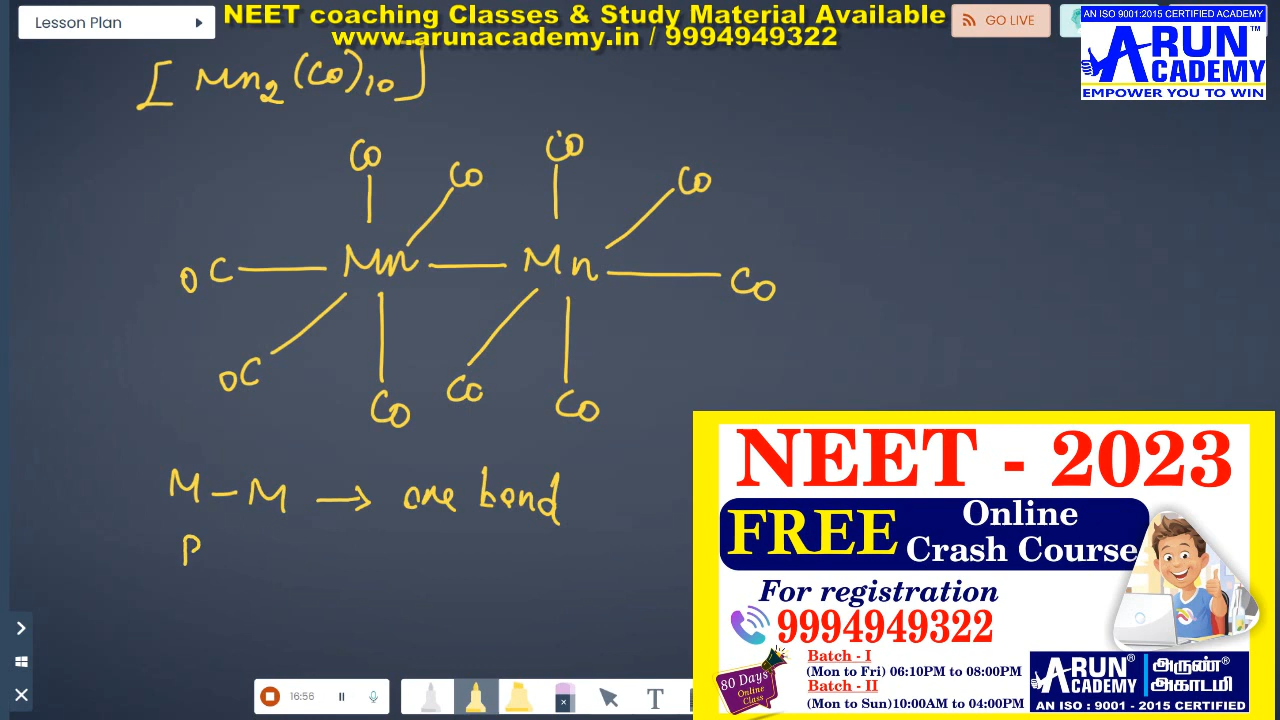 Lesson Plan
NEET coaching Classes & Study Material Available
www.arunacademy.in / 9994949322
GO LIVE
AN ISO 9001:2015 CERTIFIED ACADEMY
ARUN ™
ACADEMY
EMPOWER YOU TO WIN
[Mn2(CO)10]
CO CO CO CO
OC Mn Mn CO
OC CO CO CO
M - M → one bond
P
NEET - 2023
FREE Online
Crash Course
For registration
9994949322
Batch - I
(Mon to Fri) 06:10PM to 08:00PM
Batch - II
(Mon to Sun)10:00AM to 04:00PM
80 Days
Online
Class
ARUN®
ACADEMY
அருண்®
அகாடமி
AN ISO : 9001 - 2015 CERTIFIED
16:56
T